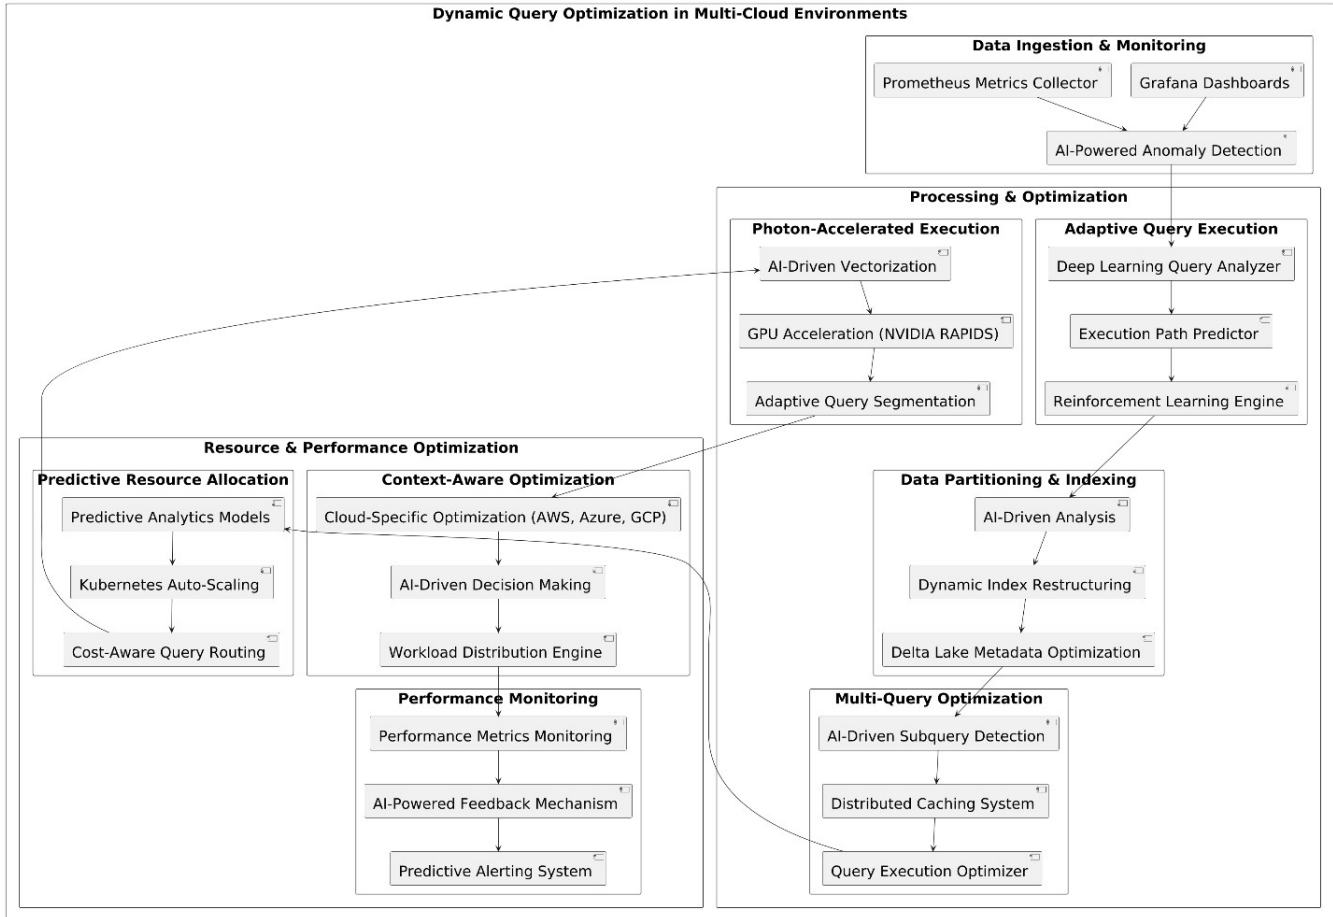 Dynamic Query Optimization in Multi-Cloud Environments
Data Ingestion & Monitoring
Prometheus Metrics Collector
Grafana Dashboards
AI-Powered Anomaly Detection
Processing & Optimization
Photon-Accelerated Execution
AI-Driven Vectorization
GPU Acceleration (NVIDIA RAPIDS)
Adaptive Query Segmentation
Adaptive Query Execution
Deep Learning Query Analyzer
Execution Path Predictor
Reinforcement Learning Engine
Resource & Performance Optimization
Predictive Resource Allocation
Predictive Analytics Models
Kubernetes Auto-Scaling
Cost-Aware Query Routing
Context-Aware Optimization
Cloud-Specific Optimization (AWS, Azure, GCP)
AI-Driven Decision Making
Workload Distribution Engine
Data Partitioning & Indexing
AI-Driven Analysis
Dynamic Index Restructuring
Delta Lake Metadata Optimization
Performance Monitoring
Performance Metrics Monitoring
AI-Powered Feedback Mechanism
Predictive Alerting System
Multi-Query Optimization
AI-Driven Subquery Detection
Distributed Caching System
Query Execution Optimizer